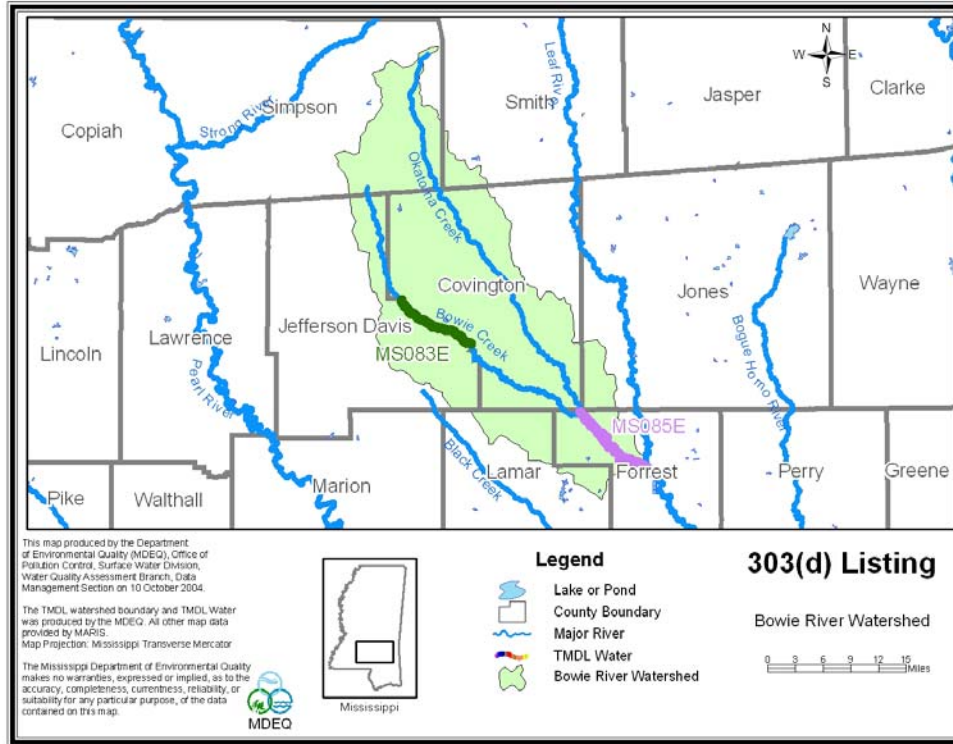 N
W E
S
Copiah
Simpson
Strong River
Smith
Leaf River
Jasper
Clarke
Okatoma Creek
Covington
Jones
Wayne
Lincoln
Lawrence
Pearl River
Jefferson Davis
Bowie Creek
MS083E
Bogue Homo River
MS085E
Black Creek
Lamar
Forrest
Perry
Greene
Pike
Walthall
Marion
This map produced by the Department
of Environmental Quality (MDEQ), Office of
Pollution Control, Surface Water Division,
Water Quality Assessment Branch, Data
Management Section on 10 October 2004.
The TMDL watershed boundary and TMDL Water
was produced by the MDEQ. All other map data
provided by MARIS.
Map Projection: Mississippi Transverse Mercator
The Mississippi Department of Environmental Quality
makes no warranties, expressed or implied, as to the
accuracy, completeness, currentness, reliability, or
suitability for any particular purpose, of the data
contained on this map.
MDEQ
Mississippi
Legend
Lake or Pond
County Boundary
Major River
TMDL Water
Bowie River Watershed
303(d) Listing
Bowie River Watershed
0 3 6 9 12 15
Miles